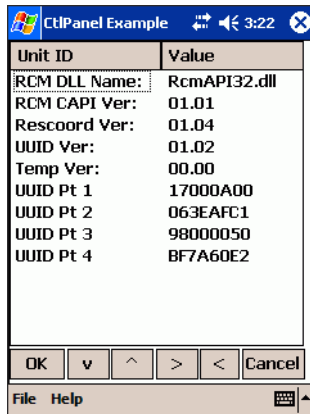 CtlPanel Example 3:22
Unit ID Value
RCM DLL Name: RcmAPI32.dll
RCM CAPI Ver: 01.01
Rescoord Ver: 01.04
UUID Ver: 01.02
Temp Ver: 00.00
UUID Pt 1 17000A00
UUID Pt 2 063EAFC1
UUID Pt 3 98000050
UUID Pt 4 BF7A60E2
OK v ^ > < Cancel
File Help